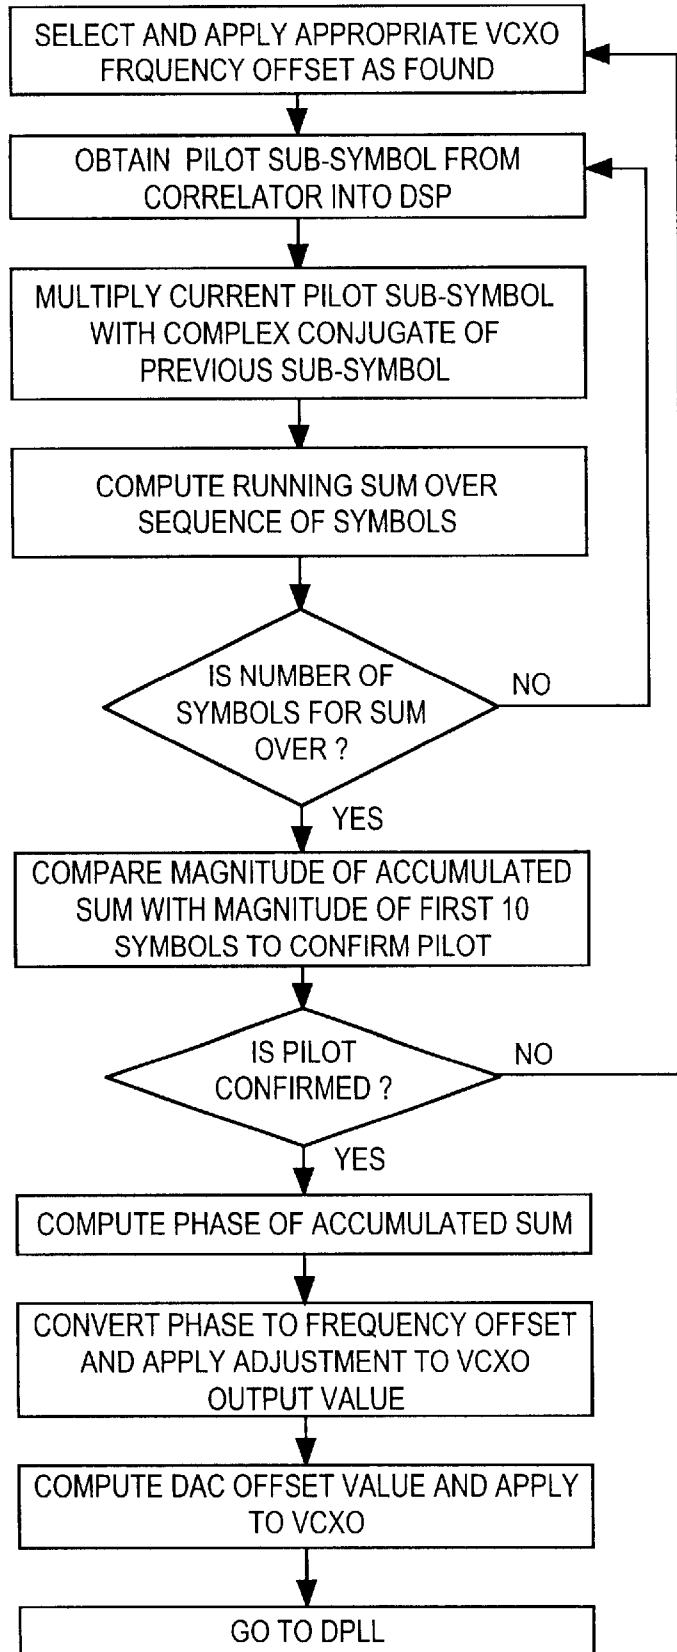 SELECT AND APPLY APPROPRIATE VCXO
FRQUENCY OFFSET AS FOUND
OBTAIN PILOT SUB-SYMBOL FROM
CORRELATOR INTO DSP
MULTIPLY CURRENT PILOT SUB-SYMBOL
WITH COMPLEX CONJUGATE OF
PREVIOUS SUB-SYMBOL
COMPUTE RUNNING SUM OVER
SEQUENCE OF SYMBOLS
IS NUMBER OF
SYMBOLS FOR SUM
OVER ?
NO
YES
COMPARE MAGNITUDE OF ACCUMULATED
SUM WITH MAGNITUDE OF FIRST 10
SYMBOLS TO CONFIRM PILOT
IS PILOT
CONFIRMED ?
NO
YES
COMPUTE PHASE OF ACCUMULATED SUM
CONVERT PHASE TO FREQUENCY OFFSET
AND APPLY ADJUSTMENT TO VCXO
OUTPUT VALUE
COMPUTE DAC OFFSET VALUE AND APPLY
TO VCXO
GO TO DPLL